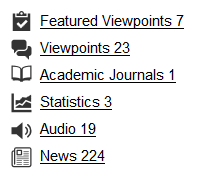 Featured Viewpoints 7
Viewpoints 23
Academic Journals 1
Statistics 3
Audio 19
News 224